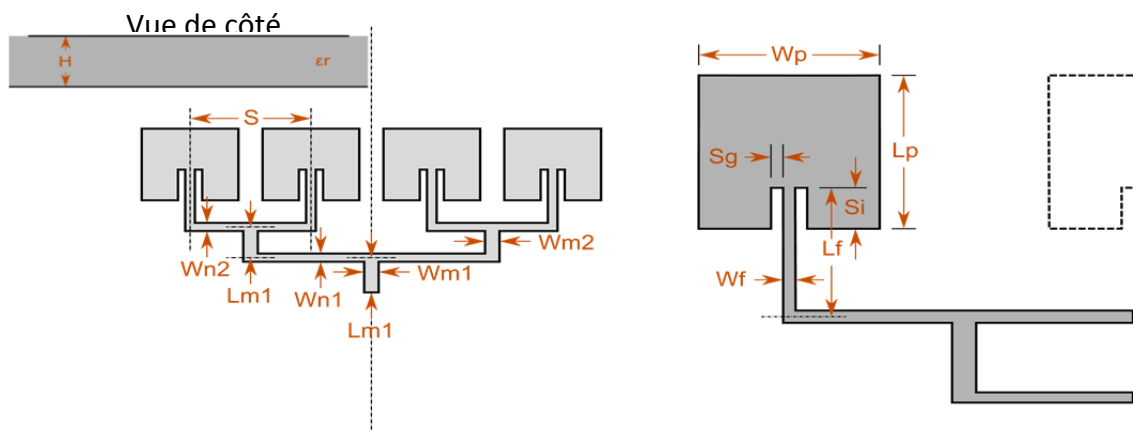 Vue de côté
H εr
S
Wn2 Wm2
Lm1 Wn1 Wm1
Lm1
Wp
Sg Lp
Si
Lf
Wf